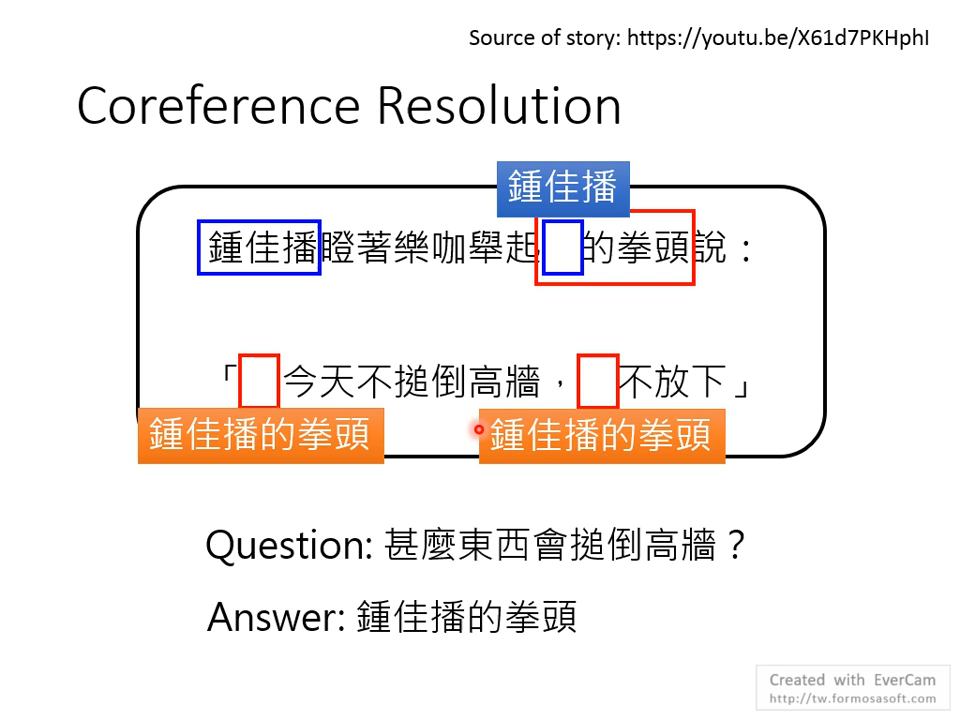 Source of story: https://youtu.be/X61d7PKHphI
Coreference Resolution
鍾佳播
鍾佳播瞪著樂咖舉起 的拳頭說：
「 今天不搥倒高牆， 不放下」
鍾佳播的拳頭 鍾佳播的拳頭
Question: 甚麼東西會搥倒高牆？
Answer: 鍾佳播的拳頭
Created with EverCam
http://tw.formosasoft.com